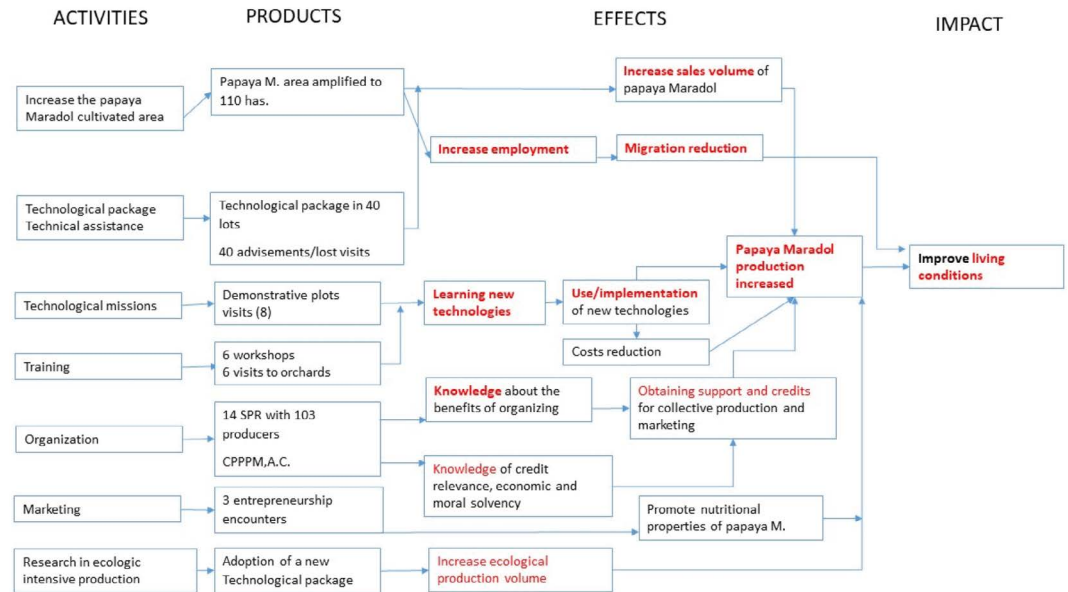 ACTIVITIES
PRODUCTS
EFFECTS
IMPACT
Increase the papaya
Maradol cultivated area
Papaya M. area amplified to
110 has.
Increase sales volume of
papaya Maradol
Increase employment
Migration reduction
Technological package
Technical assistance
Technological package in 40
lots
40 advisements/lost visits
Papaya Maradol
production
increased
Improve living
conditions
Technological missions
Demonstrative plots
visits (8)
Learning new
technologies
Use/implementation
of new technologies
Costs reduction
Training
6 workshops
6 visits to orchards
Knowledge about the
benefits of organizing
Obtaining support and credits
for collective production and
marketing
Organization
14 SPR with 103
producers
CPPPM,A.C.
Knowledge of credit
relevance, economic and
moral solvency
Marketing
3 entrepreneurship
encounters
Promote nutritional
properties of papaya M.
Research in ecologic
intensive production
Adoption of a new
Technological package
Increase ecological
production volume